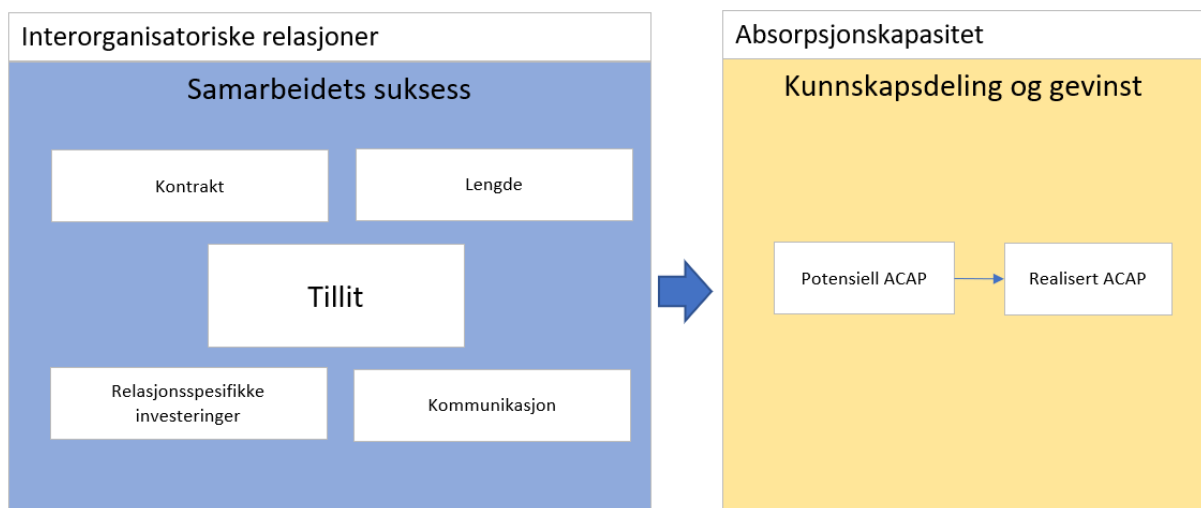 Interorganisatoriske relasjoner
Samarbeidets suksess
Kontrakt
Lengde
Tillit
Relasjonsspesifikke
investeringer
Kommunikasjon
Absorpsjonskapasitet
Kunnskapsdeling og gevinst
Potensiell ACAP
Realisert ACAP